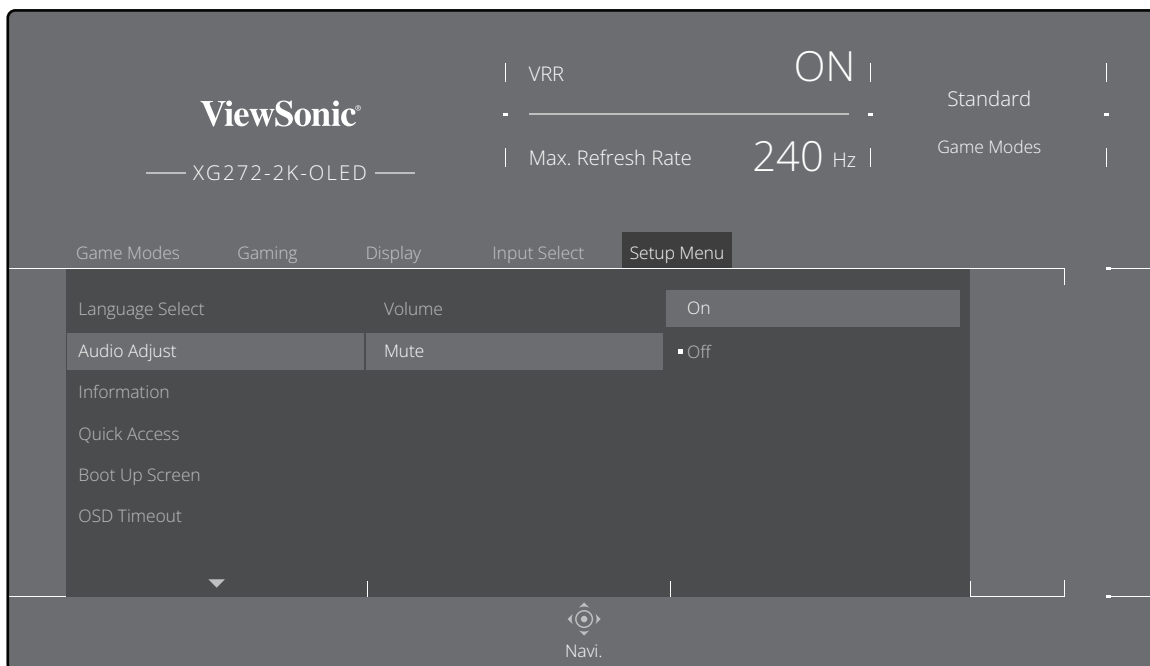 VRR ON
ViewSonic®
Standard
Max. Refresh Rate 240 Hz
Game Modes
XG272-2K-OLED
Game Modes Gaming Display Input Select Setup Menu
Language Select Volume On
Audio Adjust Mute Off
Information
Quick Access
Boot Up Screen
OSD Timeout
Navi.